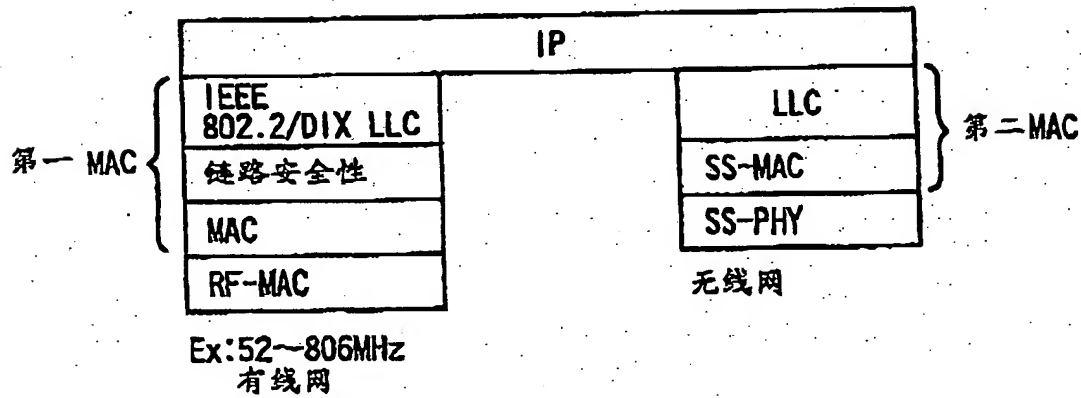 IP
IEEE
802.2/DIX LLC
链路安全性
MAC
RF-MAC
第一 MAC
LLC
SS-MAC
SS-PHY
第二MAC
Ex:52~806MHz
有线网
无线网